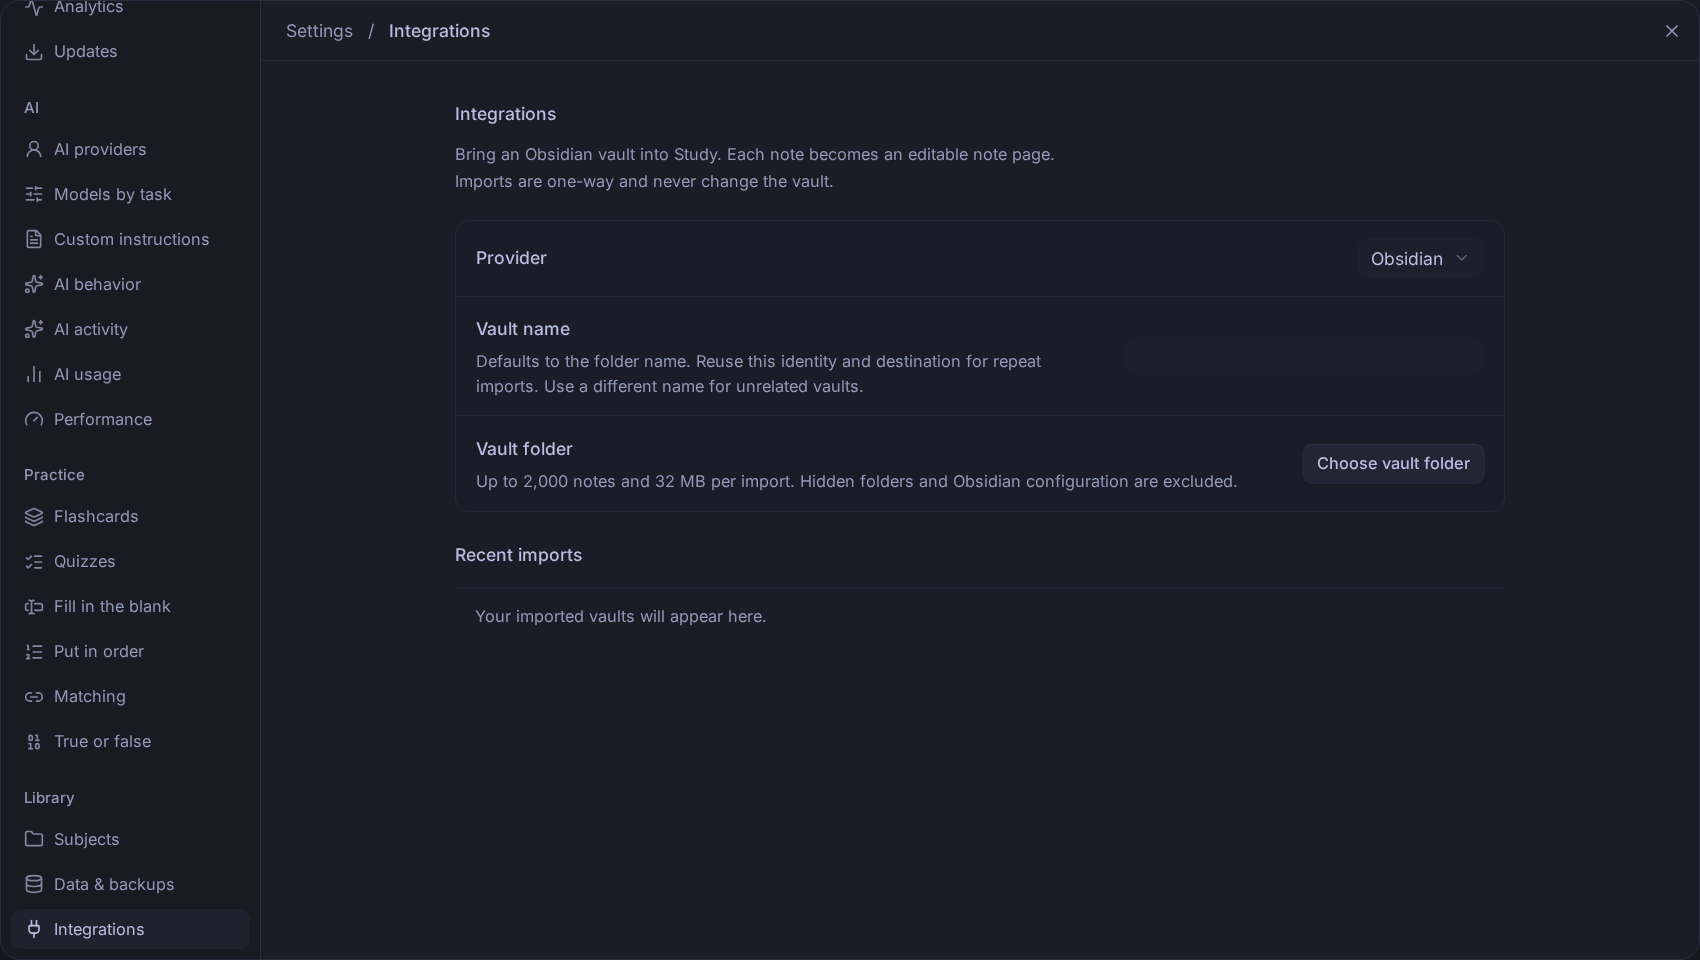 Analytics
Updates
AI
AI providers
Models by task
Custom instructions
AI behavior
AI activity
AI usage
Performance
Practice
Flashcards
Quizzes
Fill in the blank
Put in order
Matching
True or false
Library
Subjects
Data & backups
Integrations
Settings / Integrations
Integrations
Bring an Obsidian vault into Study. Each note becomes an editable note page.
Imports are one-way and never change the vault.
Provider
Obsidian
Vault name
Defaults to the folder name. Reuse this identity and destination for repeat
imports. Use a different name for unrelated vaults.
Vault folder
Up to 2,000 notes and 32 MB per import. Hidden folders and Obsidian configuration are excluded.
Choose vault folder
Recent imports
Your imported vaults will appear here.